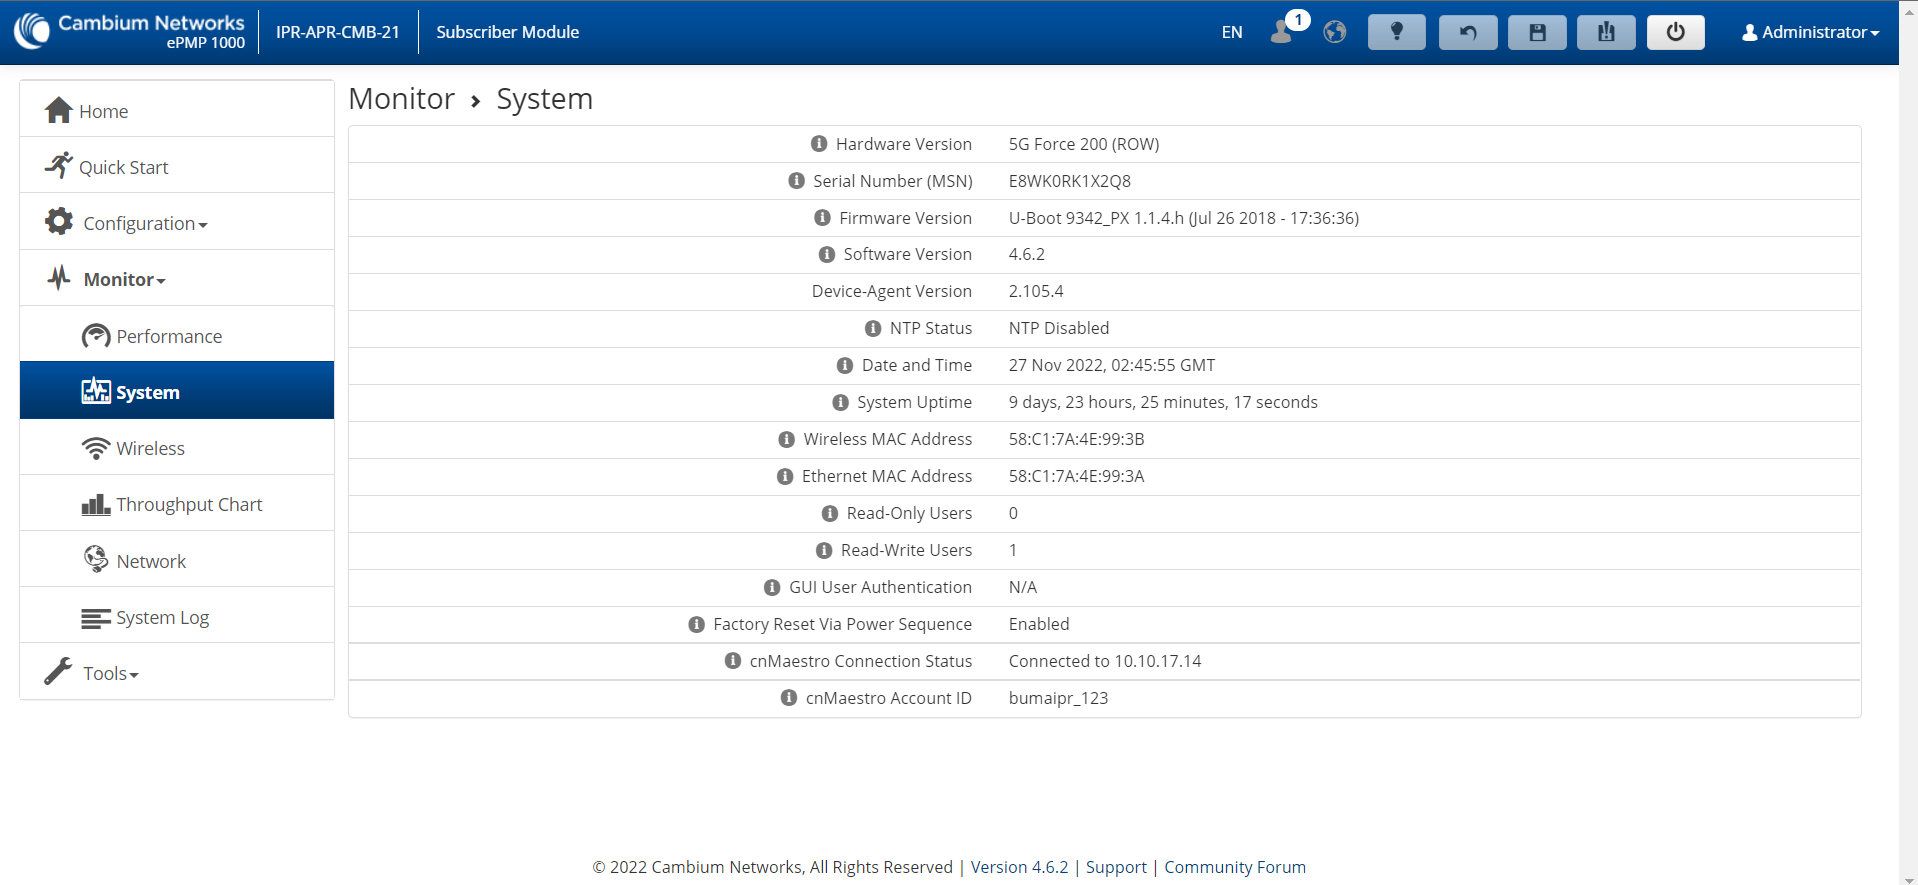 Cambium Networks
ePMP 1000
IPR-APR-CMB-21
Subscriber Module
EN
1
Administrator
Home
Quick Start
Configuration
Monitor
Performance
System
Wireless
Throughput Chart
Network
System Log
Tools
Monitor › System
Hardware Version 5G Force 200 (ROW)
Serial Number (MSN) E8WK0RK1X2Q8
Firmware Version U-Boot 9342_PX 1.1.4.h (Jul 26 2018 - 17:36:36)
Software Version 4.6.2
Device-Agent Version 2.105.4
NTP Status NTP Disabled
Date and Time 27 Nov 2022, 02:45:55 GMT
System Uptime 9 days, 23 hours, 25 minutes, 17 seconds
Wireless MAC Address 58:C1:7A:4E:99:3B
Ethernet MAC Address 58:C1:7A:4E:99:3A
Read-Only Users 0
Read-Write Users 1
GUI User Authentication N/A
Factory Reset Via Power Sequence Enabled
cnMaestro Connection Status Connected to 10.10.17.14
cnMaestro Account ID bumaipr_123
© 2022 Cambium Networks, All Rights Reserved | Version 4.6.2 | Support | Community Forum